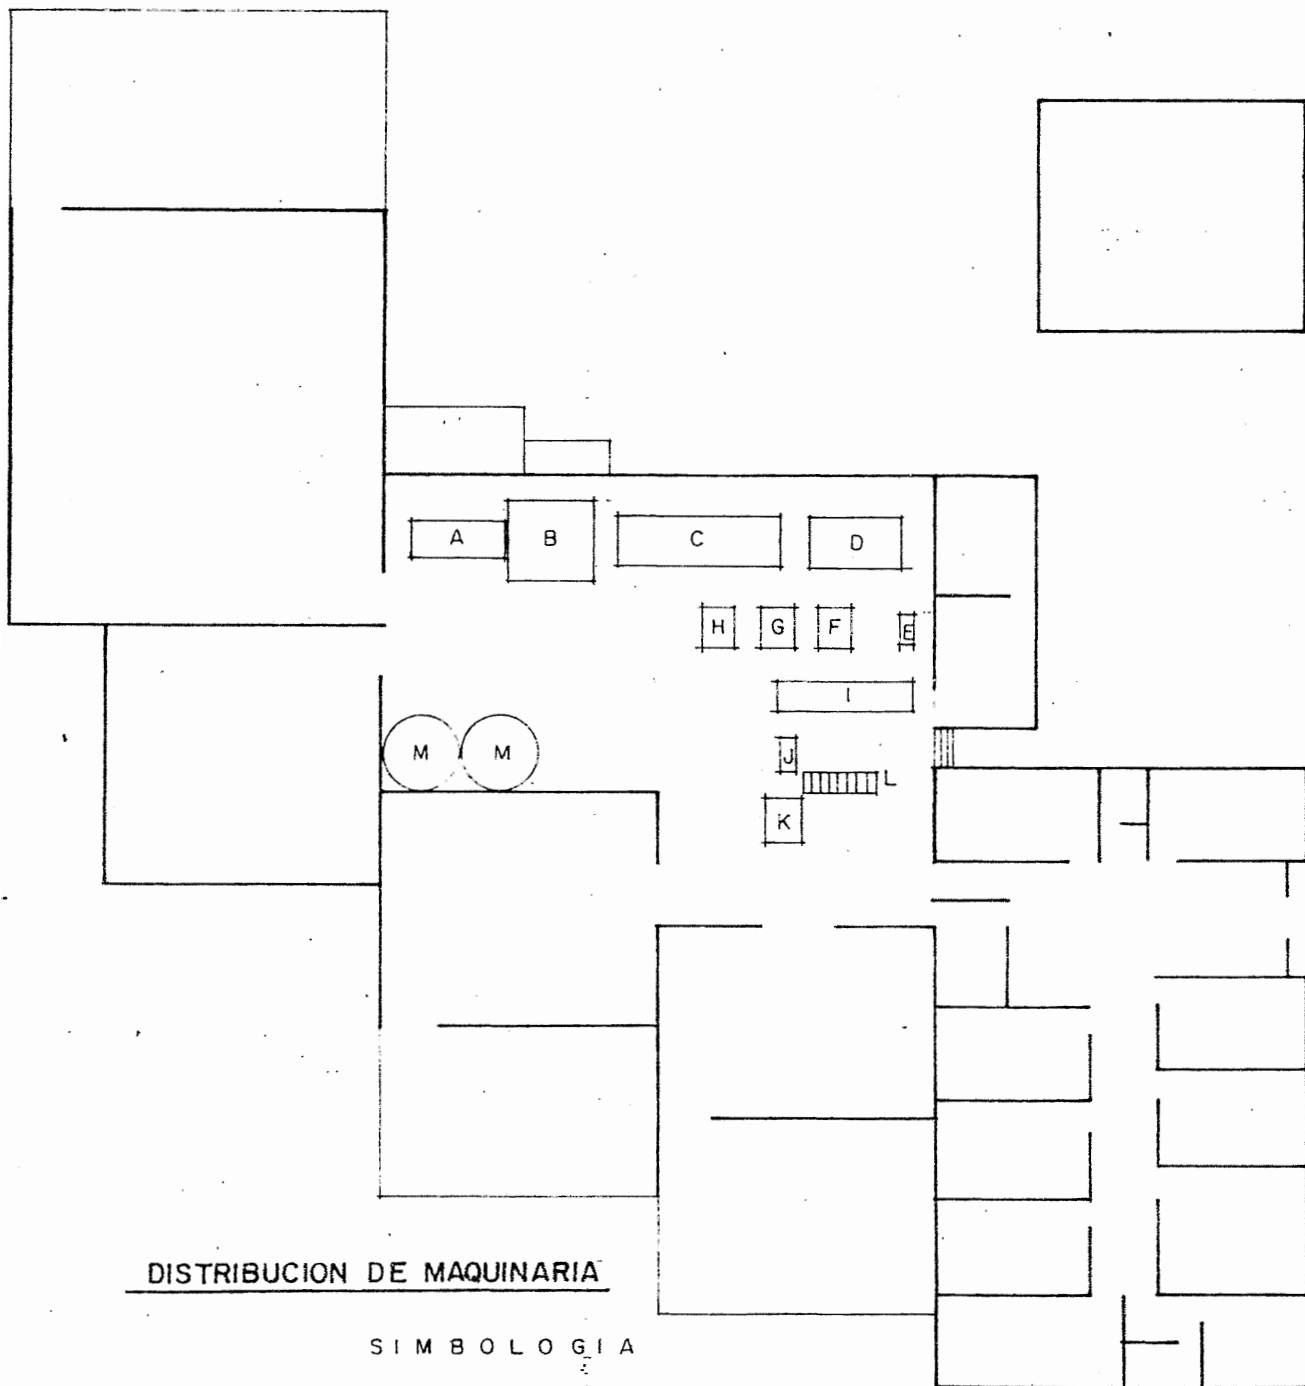 A B C D
H G F E
I
M M J
L
K
DISTRIBUCION DE MAQUINARIA
SIMBOLOGIA